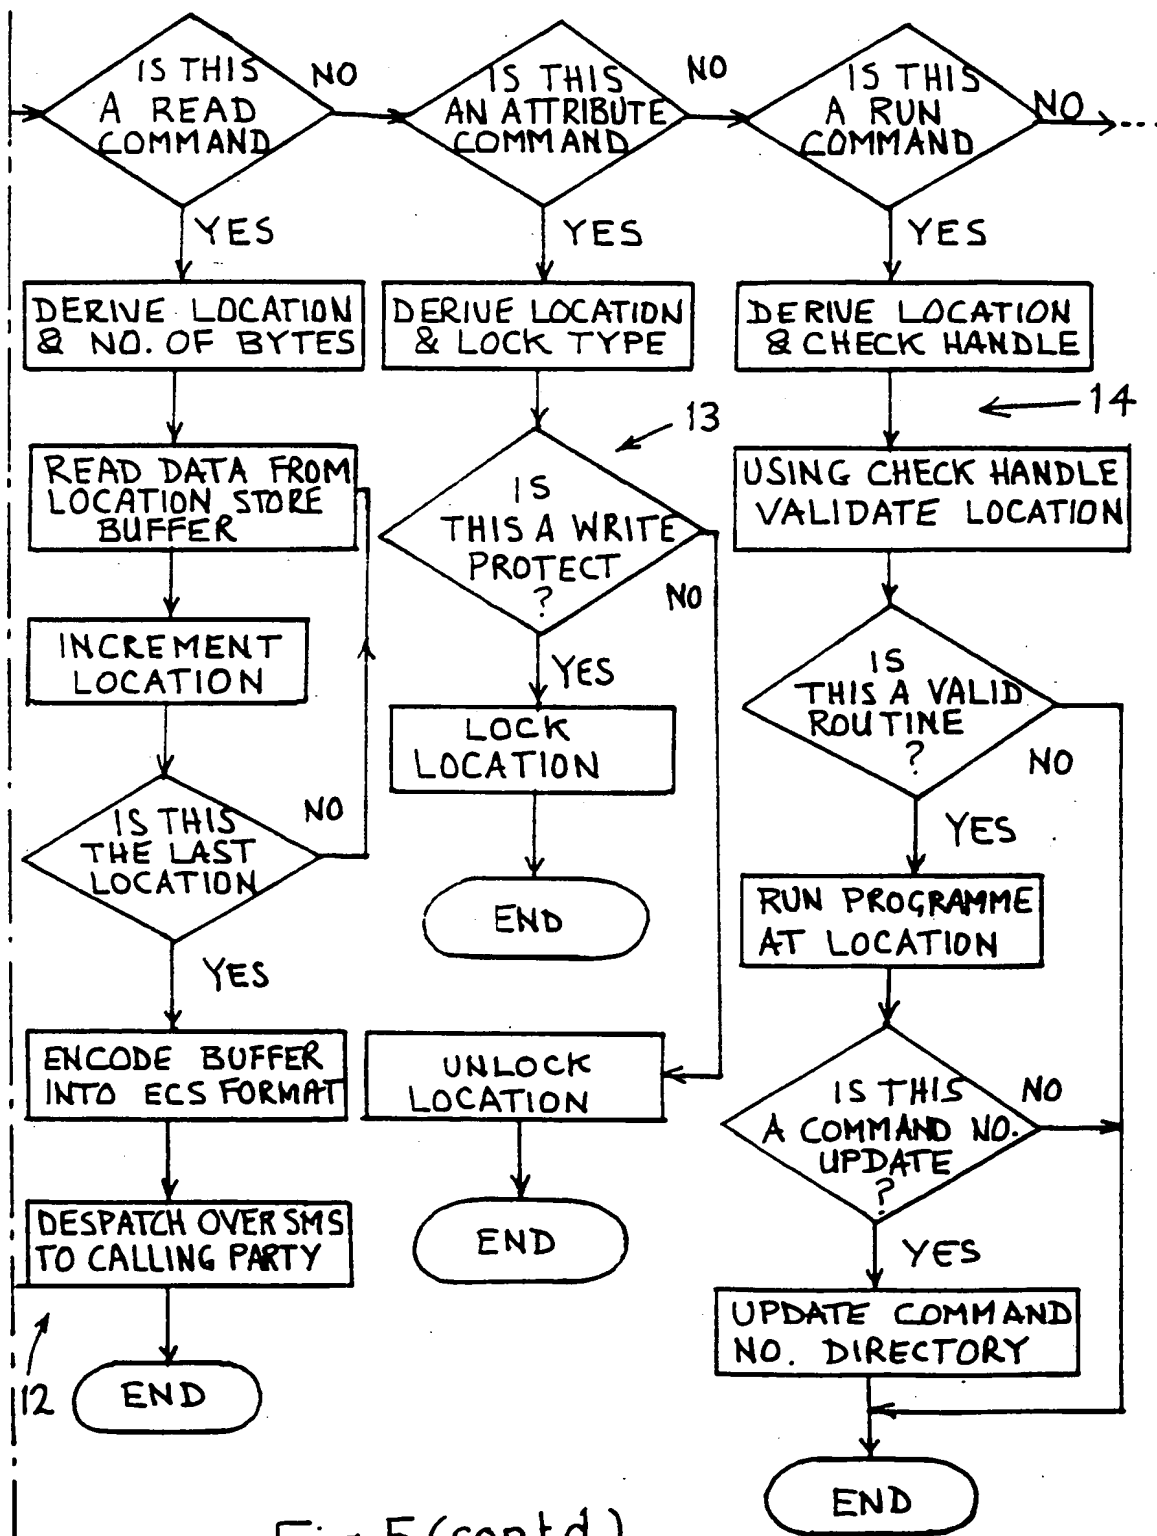 IS THIS
A READ
COMMAND
NO
YES
DERIVE LOCATION
& NO. OF BYTES
READ DATA FROM
LOCATION STORE
BUFFER
INCREMENT
LOCATION
IS THIS
THE LAST
LOCATION
NO
YES
ENCODE BUFFER
INTO ECS FORMAT
DESPATCH OVER SMS
TO CALLING PARTY
12
END
IS THIS
AN ATTRIBUTE
COMMAND
NO
YES
DERIVE LOCATION
& LOCK TYPE
13
IS
THIS A WRITE
PROTECT
?
NO
YES
LOCK
LOCATION
END
UNLOCK
LOCATION
END
IS THIS
A RUN
COMMAND
NO
YES
DERIVE LOCATION
& CHECK HANDLE
14
USING CHECK HANDLE
VALIDATE LOCATION
IS
THIS A VALID
ROUTINE
?
NO
YES
RUN PROGRAMME
AT LOCATION
IS THIS
A COMMAND NO.
UPDATE
?
NO
YES
UPDATE COMMAND
NO. DIRECTORY
END
Fig. 5 (contd.)